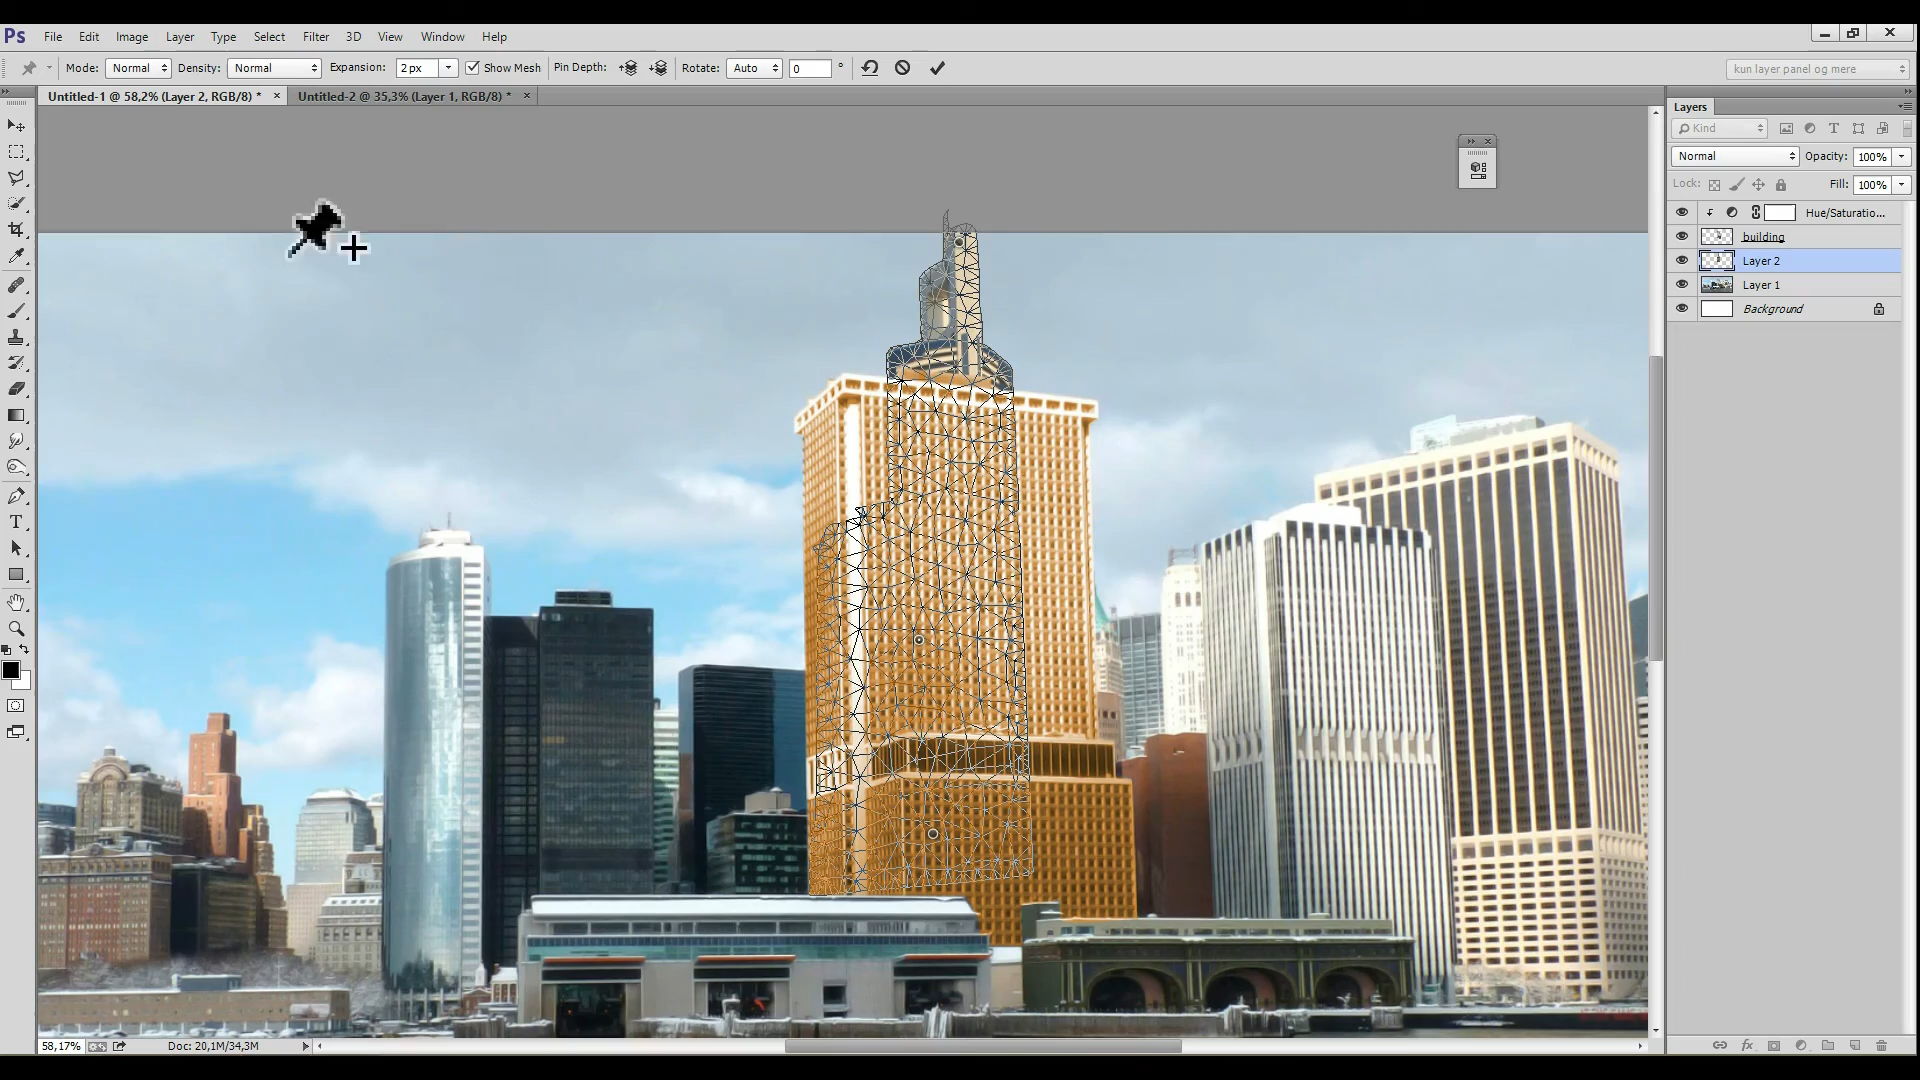 Ps File Edit Image Layer Type Select Filter 3D View Window Help
Mode: Normal Density: Normal Expansion: 2 px Show Mesh Pin Depth: Rotate: Auto 0 °
kun layer panel og mere
Untitled-1 @ 58,2% (Layer 2, RGB/8) * × Untitled-2 @ 35,3% (Layer 1, RGB/8) * ×
Layers
Kind
Normal Opacity: 100%
Lock: Fill: 100%
Hue/Saturatio...
building
Layer 2
Layer 1
Background
58,17% Doc: 20,1M/34,3M